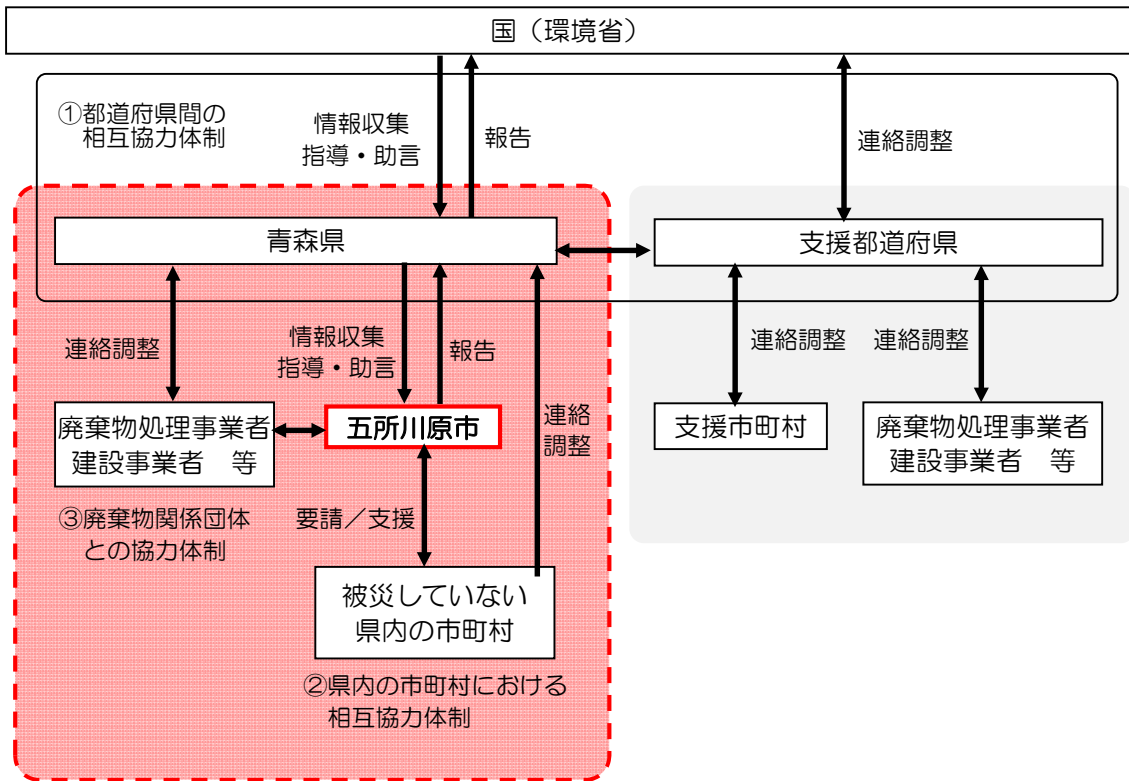 国（環境省）
①都道府県間の
相互協力体制
情報収集
指導・助言
報告
連絡調整
青森県
支援都道府県
連絡調整
情報収集
指導・助言
報告
連絡
調整
連絡調整
連絡調整
廃棄物処理事業者
建設事業者　等
五所川原市
支援市町村
廃棄物処理事業者
建設事業者　等
③廃棄物関係団体
との協力体制
要請／支援
被災していない
県内の市町村
②県内の市町村における
相互協力体制